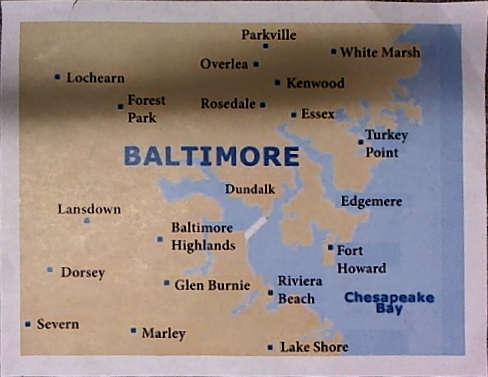 Parkville
White Marsh
Overlea
Lochearn
Kenwood
Forest
Park
Rosedale
Essex
Turkey
Point
BALTIMORE
Dundalk
Edgemere
Lansdown
Baltimore
Highlands
Fort
Howard
Dorsey
Glen Burnie
Riviera
Beach
Chesapeake
Bay
Severn
Marley
Lake Shore